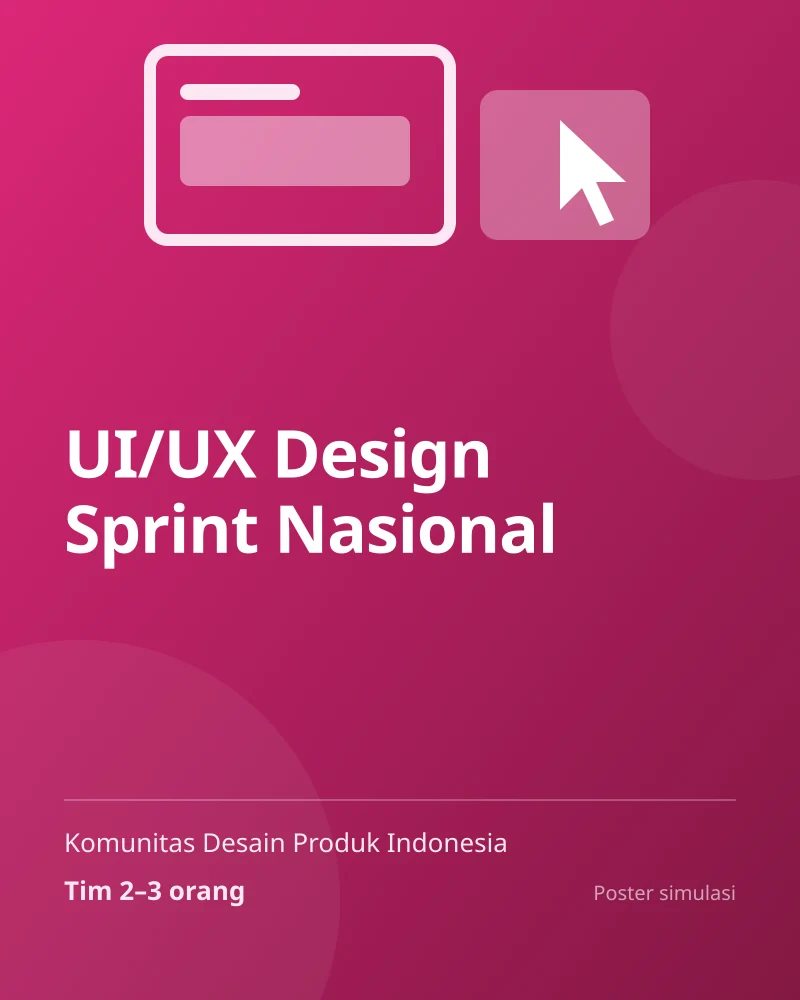 UI/UX Design
Sprint Nasional
Komunitas Desain Produk Indonesia
Tim 2–3 orang
Poster simulasi